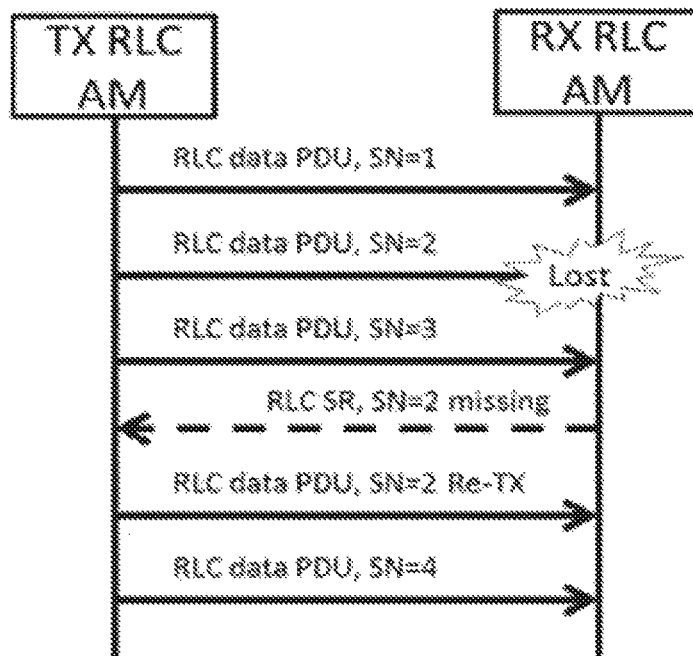 TX RLC
AM
RX RLC
AM
RLC data PDU, SN=1
RLC data PDU, SN=2
Lost
RLC data PDU, SN=3
RLC SR, SN=2 missing
RLC data PDU, SN=2 Re-TX
RLC data PDU, SN=4